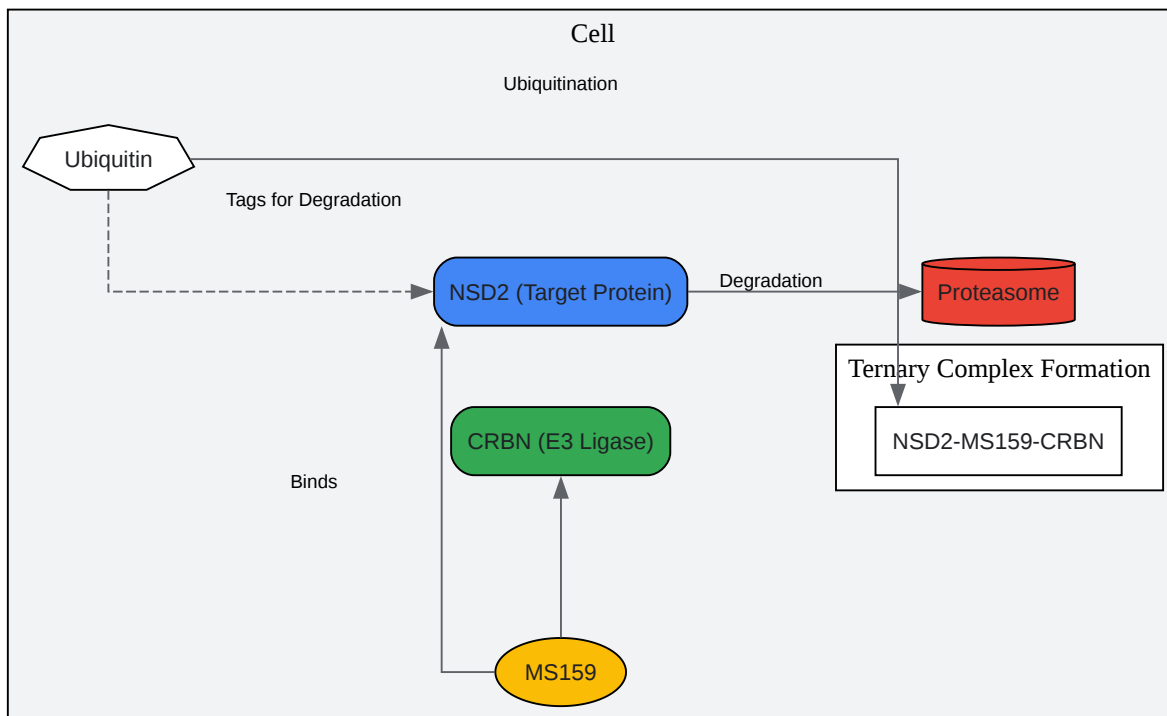 Cell
Ubiquitination
Ubiquitin
Tags for Degradation
NSD2 (Target Protein)
Degradation
Proteasome
Ternary Complex Formation
CRBN (E3 Ligase)
NSD2-MS159-CRBN
Binds
MS159